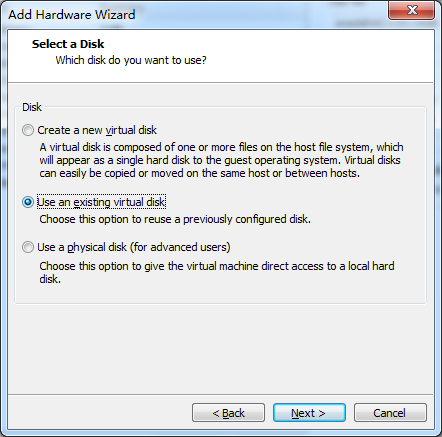 Add Hardware Wizard
Select a Disk
Which disk do you want to use?
Disk
Create a new virtual disk
A virtual disk is composed of one or more files on the host file system, which
will appear as a single hard disk to the guest operating system. Virtual disks
can easily be copied or moved on the same host or between hosts.
Use an existing virtual disk
Choose this option to reuse a previously configured disk.
Use a physical disk (for advanced users)
Choose this option to give the virtual machine direct access to a local hard
disk.
< Back
Next >
Cancel